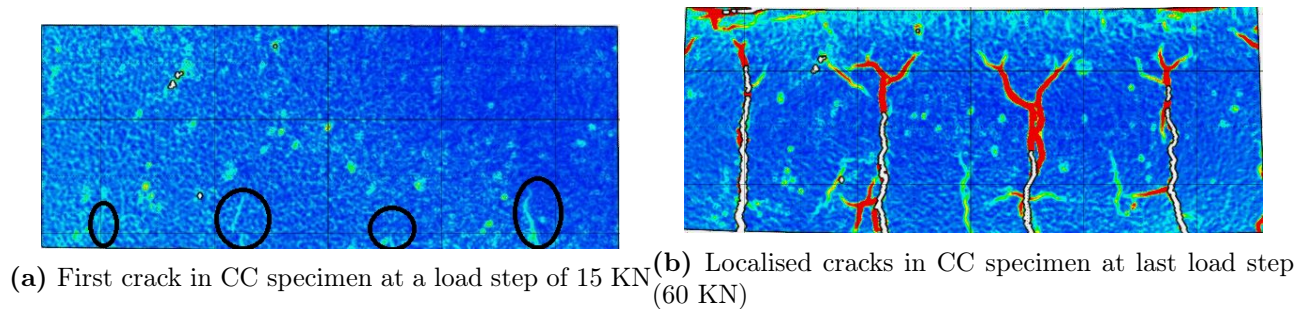 (a) First crack in CC specimen at a load step of 15 KN
(b) Localised cracks in CC specimen at last load step
(60 KN)